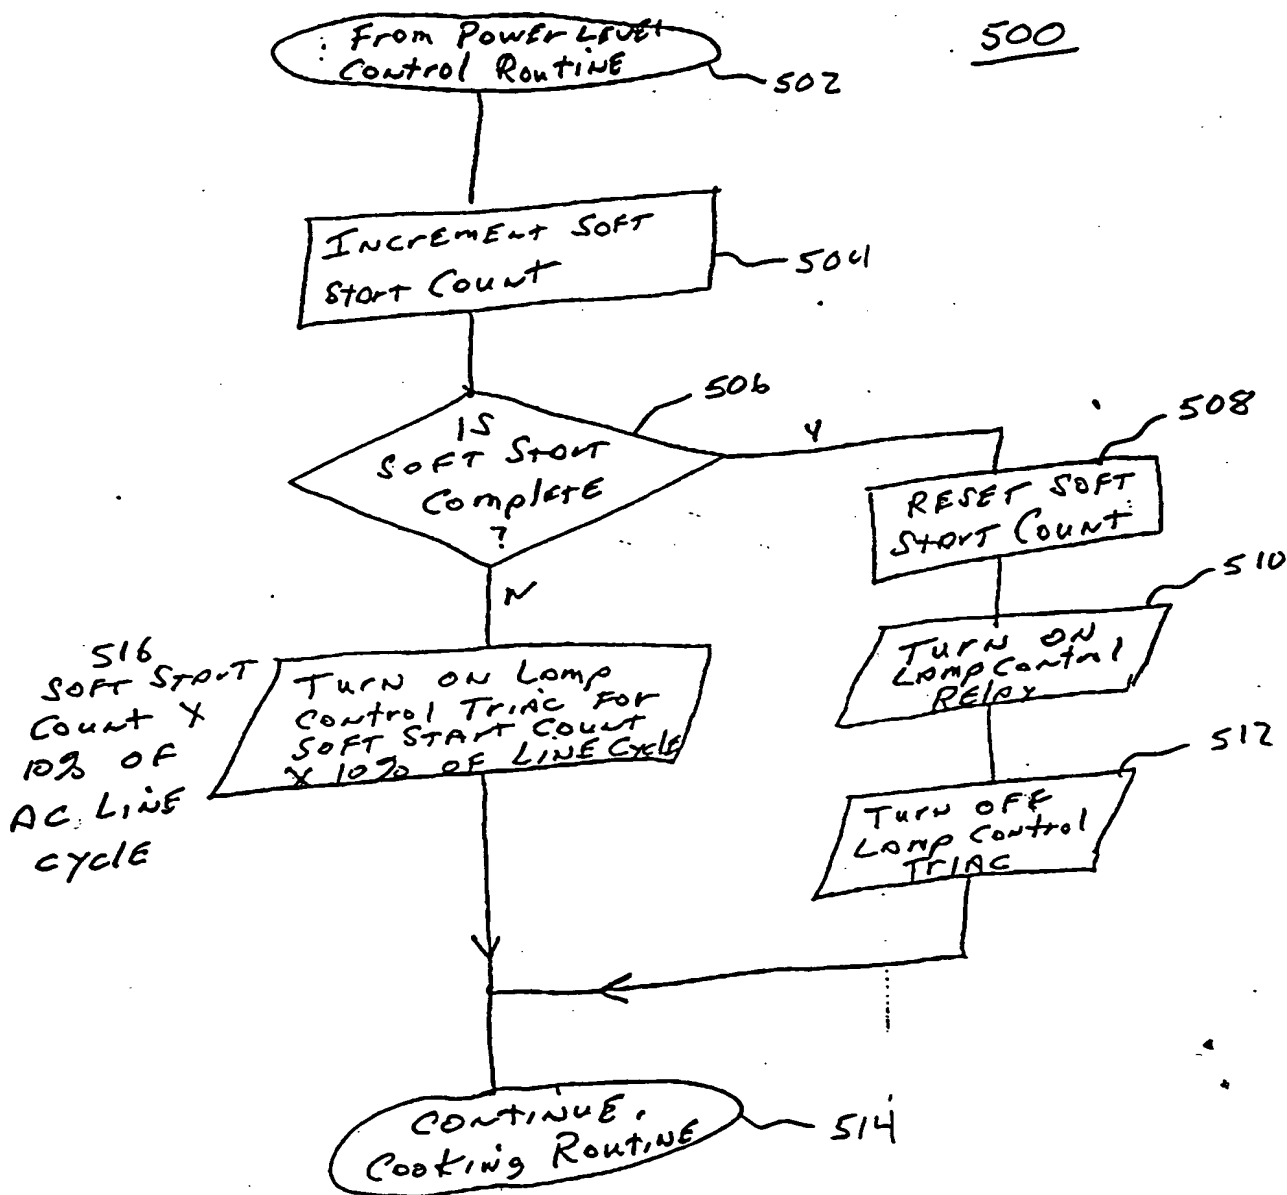 500
From Power Level
Control Routine
502
Increment Soft
Start Count
504
506
Is
Soft Start
Complete
?
Y
N
508
Reset Soft
Start Count
510
Turn on
Lamp Control
Relay
512
Turn off
Lamp Control
Triac
516
Soft Start
Count X
10% of
AC Line
Cycle
Turn on Lamp
Control Triac for
Soft Start Count
X 10% of Line Cycle
Continue
Cooking Routine
514